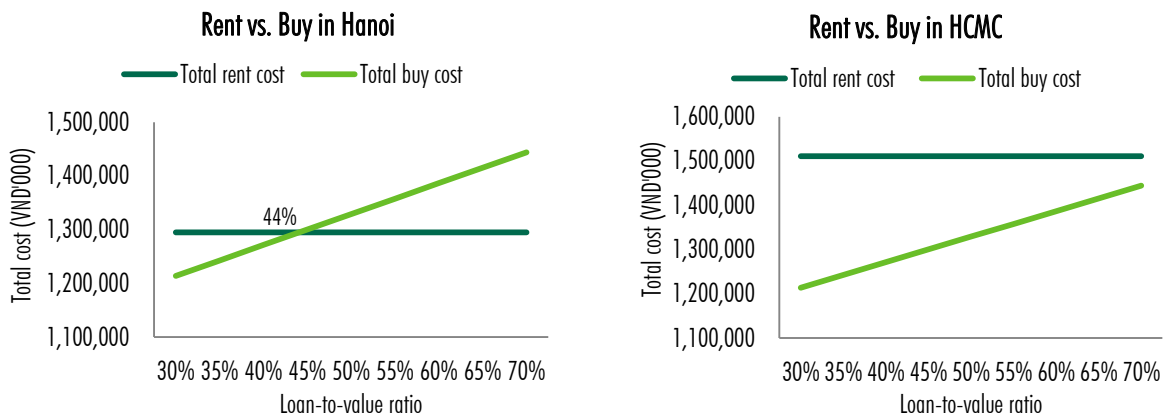 Rent vs. Buy in Hanoi
Total rent cost
Total buy cost
Total cost (VND'000)
1,500,000
1,400,000
1,300,000
1,200,000
1,100,000
44%
30% 35% 40% 45% 50% 55% 60% 65% 70%
Loan-to-value ratio
Rent vs. Buy in HCMC
Total rent cost
Total buy cost
Total cost (VND'000)
1,600,000
1,500,000
1,400,000
1,300,000
1,200,000
1,100,000
30% 35% 40% 45% 50% 55% 60% 65% 70%
Loan-to-value ratio